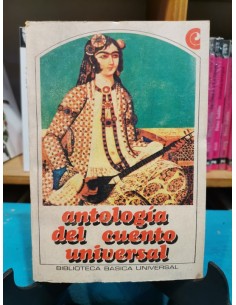 antología
del cuento
universal
BIBLIOTECA BASICA UNIVERSAL